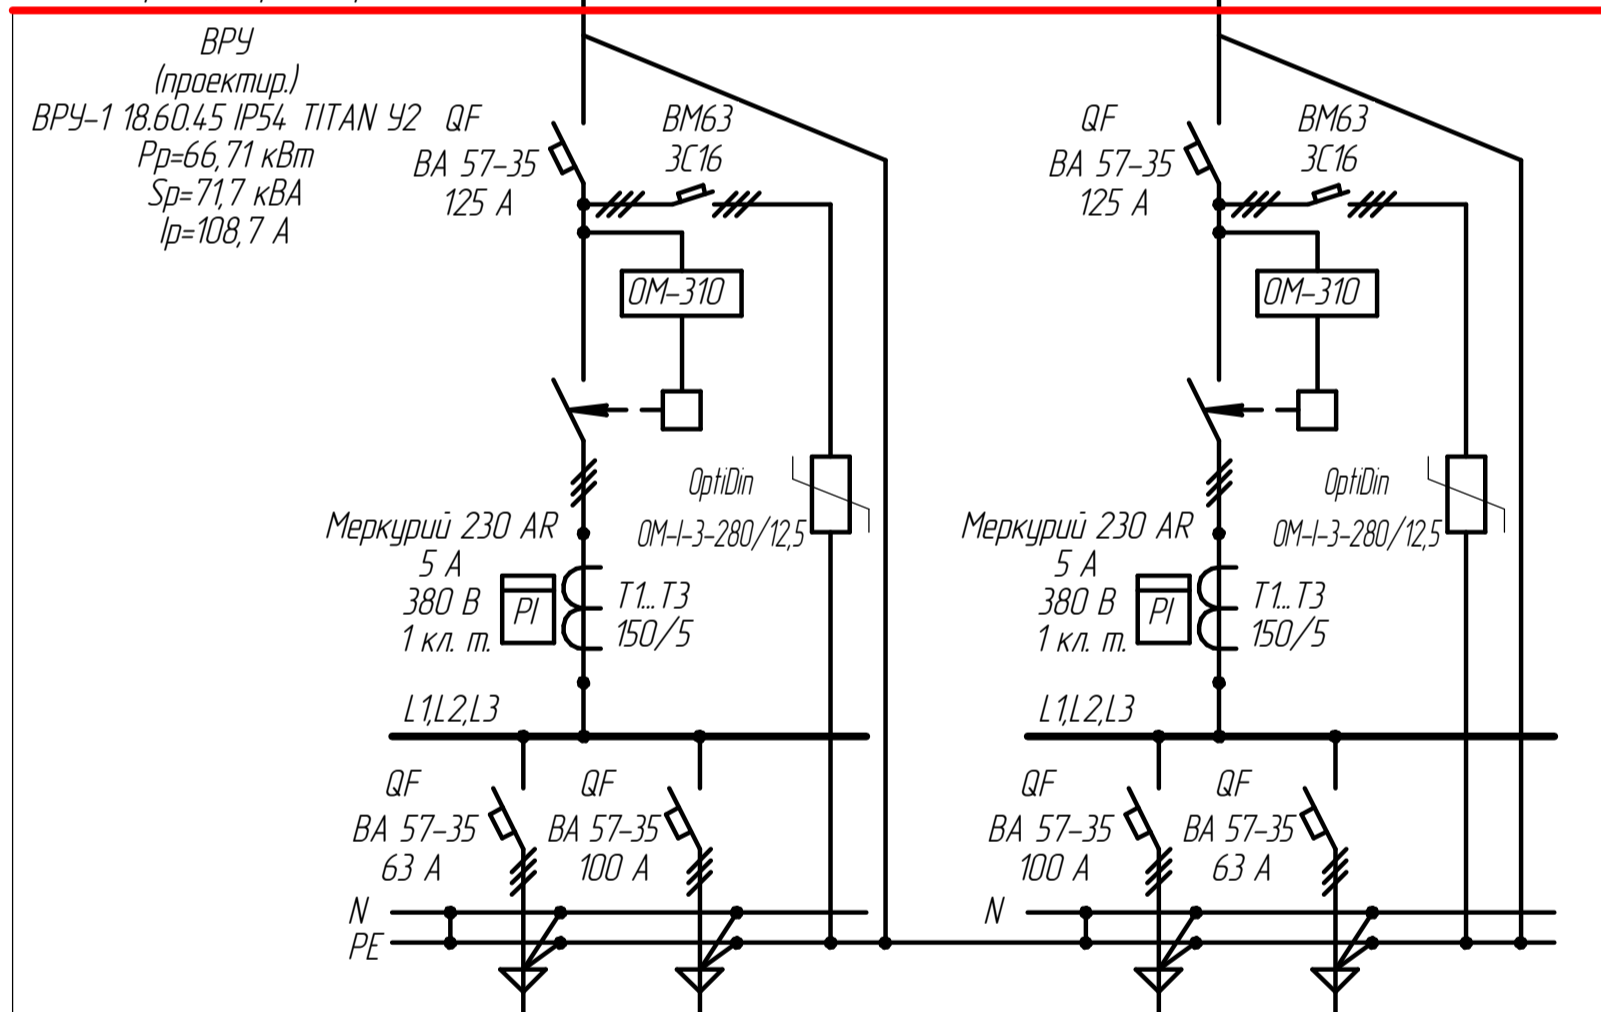 ВРУ
(проектир.)
ВРУ-1 18.60.45 IP54 TITAN У2
Рр=66,71 кВт
Sр=71,7 кВА
Iр=108,7 А
QF
ВА 57-35
125 А
ВМ63
3С16
ОМ-310
OptiDin
ОМ-I-3-280/12,5
Меркурий 230 AR
5 А
380 В
1 кл. т.
PI
Т1...Т3
150/5
L1,L2,L3
QF
ВА 57-35
63 А
QF
ВА 57-35
100 А
N
PE
QF
ВА 57-35
125 А
ВМ63
3С16
ОМ-310
OptiDin
ОМ-I-3-280/12,5
Меркурий 230 AR
5 А
380 В
1 кл. т.
PI
Т1...Т3
150/5
L1,L2,L3
QF
ВА 57-35
100 А
QF
ВА 57-35
63 А
N